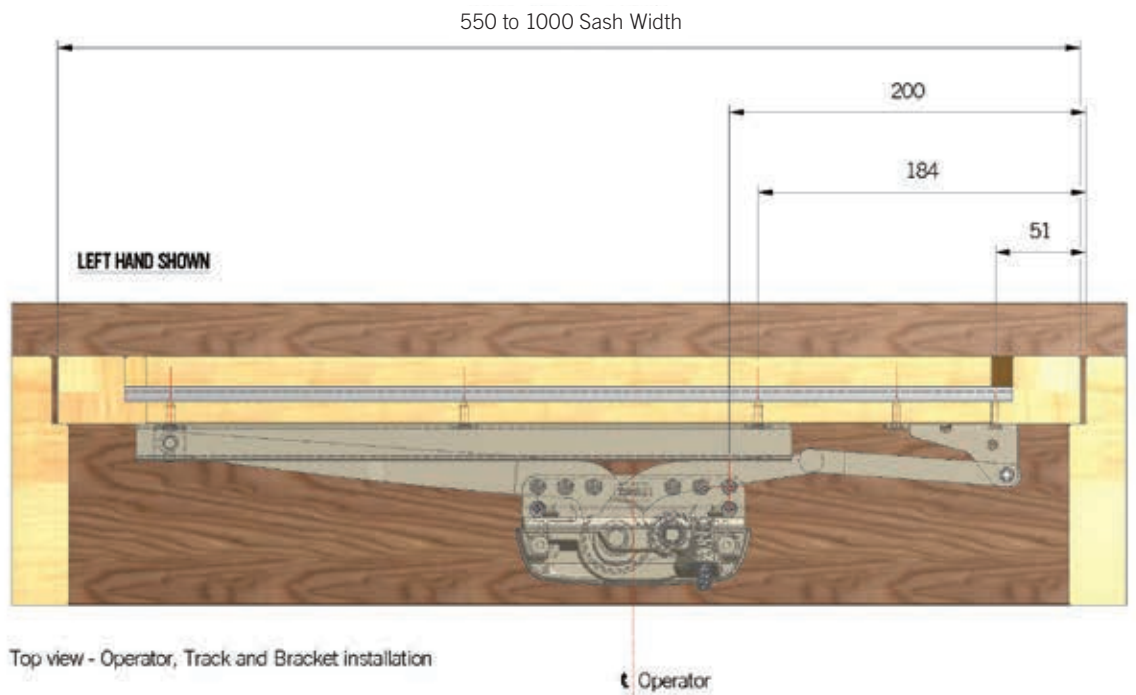 550 to 1000 Sash Width
200
184
51
LEFT HAND SHOWN
Top view - Operator, Track and Bracket installation
℄ Operator